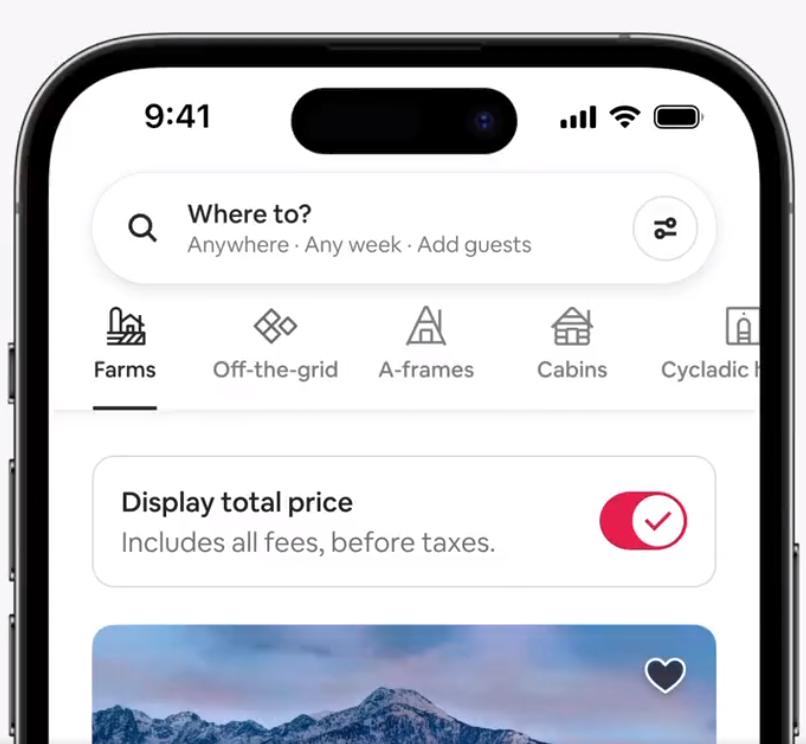 9:41
Where to?
Anywhere · Any week · Add guests
Farms
Off-the-grid
A-frames
Cabins
Cycladic
Display total price
Includes all fees, before taxes.